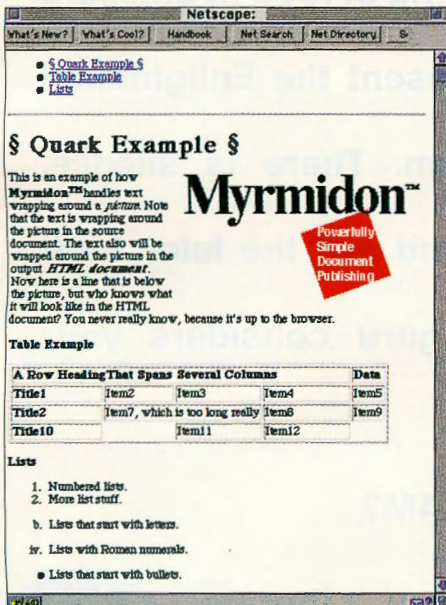 Netscape:
What's New? What's Cool? Handbook Net Search Net Directory
§ Quark Example §
Table Example
Lists
§ Quark Example §
This is an example of how
Myrmidon™ handles text
wrapping around a picture. Note
that the text is wrapping around
the picture in the source
document. The text also will be
wrapped around the picture in the
output HTML document.
Now here is a line that is below
the picture, but who knows what
it will look like in the HTML
document? You never really know, because it's up to the browser.
Myrmidon™
Powerfully
Simple
Document
Publishing
Table Example
A Row Heading That Spans Several Columns Data
Title1 Item2 Item3 Item4 Item5
Title2 Item7, which is too long really Item8 Item9
Title10 Item11 Item12
Lists
1. Numbered lists.
2. More list stuff.
b. Lists that start with letters.
iv. Lists with Roman numerals.
Lists that start with bullets.